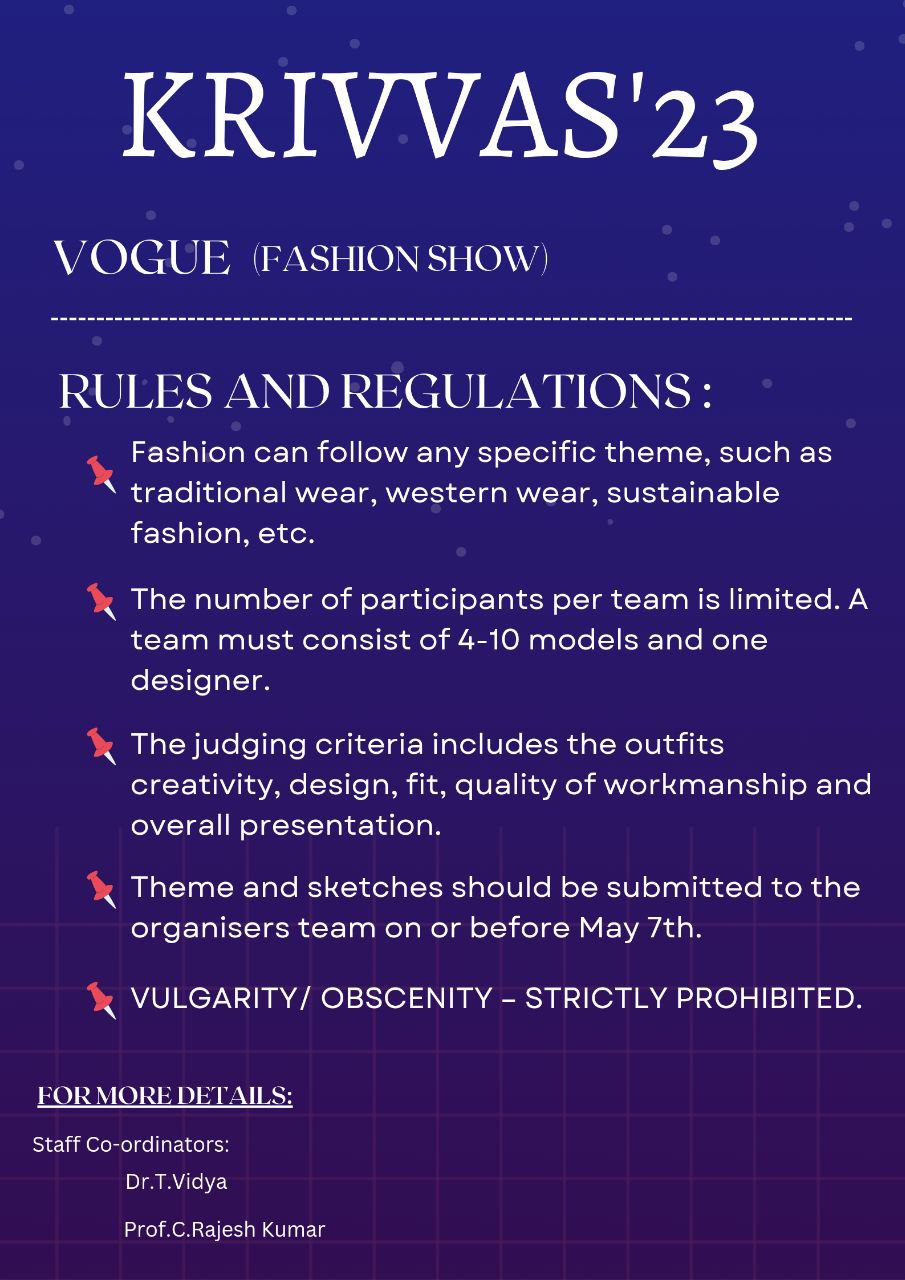 KRIVVAS'23
VOGUE (FASHION SHOW)
--------------------------------------------------------------------------------------------
RULES AND REGULATIONS :
Fashion can follow any specific theme, such as
traditional wear, western wear, sustainable
fashion, etc.
The number of participants per team is limited. A
team must consist of 4-10 models and one
designer.
The judging criteria includes the outfits
creativity, design, fit, quality of workmanship and
overall presentation.
Theme and sketches should be submitted to the
organisers team on or before May 7th.
VULGARITY/ OBSCENITY – STRICTLY PROHIBITED.
FOR MORE DETAILS:
Staff Co-ordinators:
Dr.T.Vidya
Prof.C.Rajesh Kumar